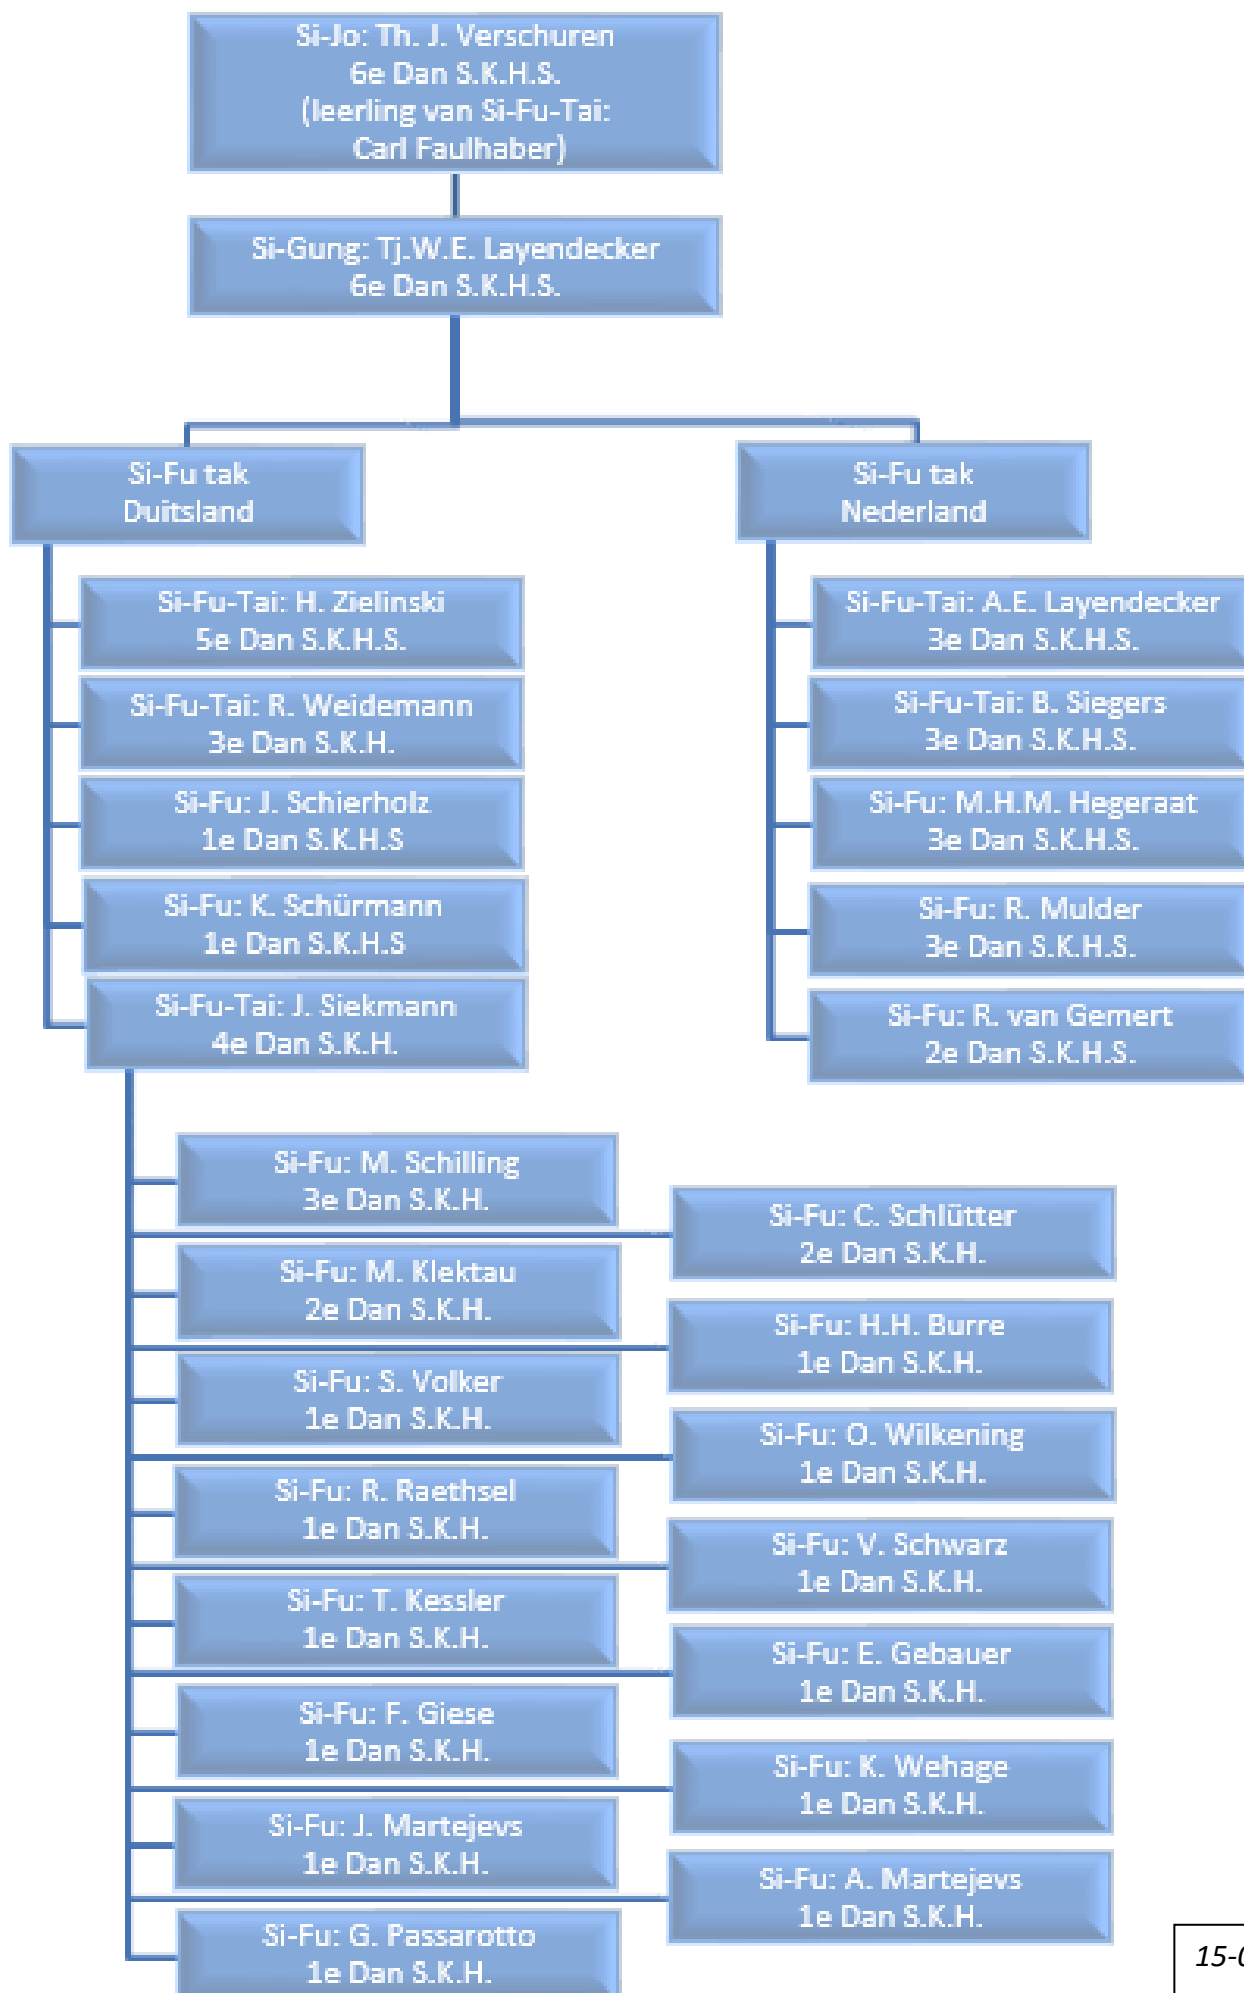 Si-Jo: Th. J. Verschuren
6e Dan S.K.H.S.
(leerling van Si-Fu-Tai:
Carl Faulhaber)
Si-Gung: Tj.W.E. Layendecker
6e Dan S.K.H.S.
Si-Fu tak
Duitsland
Si-Fu-Tai: H. Zielinski
5e Dan S.K.H.S.
Si-Fu-Tai: R. Weidemann
3e Dan S.K.H.
Si-Fu: J. Schierholz
1e Dan S.K.H.S
Si-Fu: K. Schürmann
1e Dan S.K.H.S
Si-Fu-Tai: J. Siekmann
4e Dan S.K.H.
Si-Fu: M. Schilling
3e Dan S.K.H.
Si-Fu: C. Schlütter
2e Dan S.K.H.
Si-Fu: M. Klektau
2e Dan S.K.H.
Si-Fu: H.H. Burre
1e Dan S.K.H.
Si-Fu: S. Volker
1e Dan S.K.H.
Si-Fu: O. Wilkening
1e Dan S.K.H.
Si-Fu: R. Raethsel
1e Dan S.K.H.
Si-Fu: V. Schwarz
1e Dan S.K.H.
Si-Fu: T. Kessler
1e Dan S.K.H.
Si-Fu: E. Gebauer
1e Dan S.K.H.
Si-Fu: F. Giese
1e Dan S.K.H.
Si-Fu: K. Wehage
1e Dan S.K.H.
Si-Fu: J. Martejevs
1e Dan S.K.H.
Si-Fu: A. Martejevs
1e Dan S.K.H.
Si-Fu: G. Passarotto
1e Dan S.K.H.
Si-Fu tak
Nederland
Si-Fu-Tai: A.E. Layendecker
3e Dan S.K.H.S.
Si-Fu-Tai: B. Siegers
3e Dan S.K.H.S.
Si-Fu: M.H.M. Hegeraat
3e Dan S.K.H.S.
Si-Fu: R. Mulder
3e Dan S.K.H.S.
Si-Fu: R. van Gemert
2e Dan S.K.H.S.